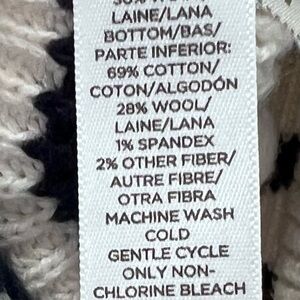 LAINE/LANA
BOTTOM/BAS/
PARTE INFERIOR:
69% COTTON/
COTON/ALGODÓN
28% WOOL/
LAINE/LANA
1% SPANDEX
2% OTHER FIBER/
AUTRE FIBRE/
OTRA FIBRA
MACHINE WASH
COLD
GENTLE CYCLE
ONLY NON-
CHLORINE BLEACH